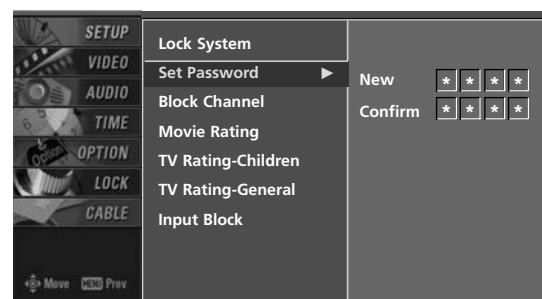 SETUP
VIDEO
AUDIO
TIME
OPTION
LOCK
CABLE
Move MENU Prev
Lock System
Set Password ►
Block Channel
Movie Rating
TV Rating-Children
TV Rating-General
Input Block
New * * * *
Confirm * * * *